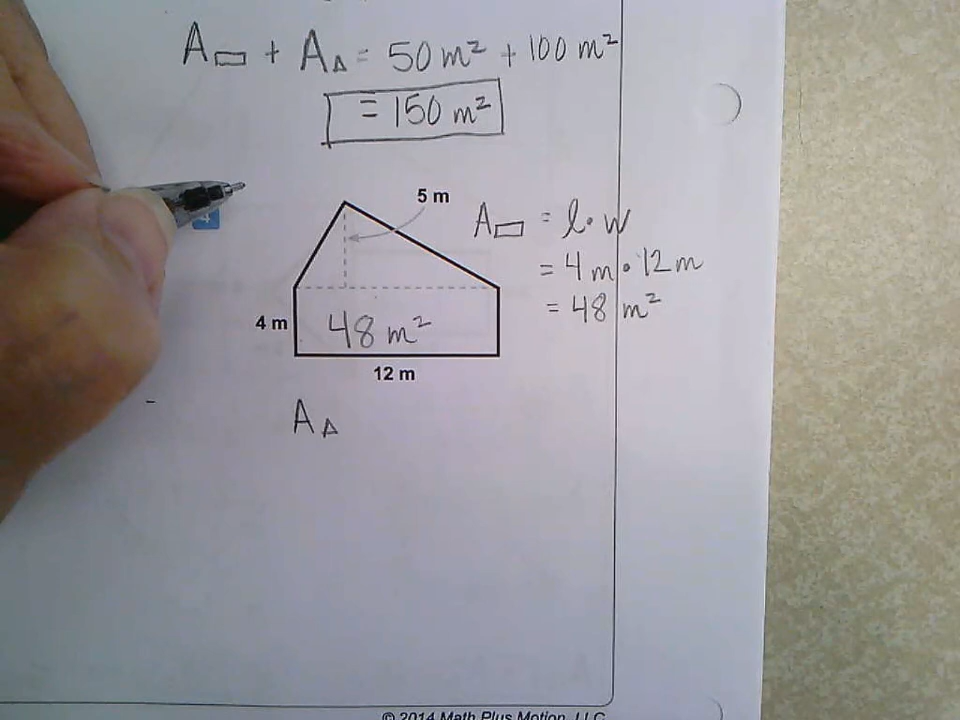 A▭ + A△ = 50 m² + 100 m²
= 150 m²
4
5 m
A▭ = l·w
= 4 m · 12 m
= 48 m²
4 m
48 m²
12 m
A△
© 2014 Math Plus Motion, LLC